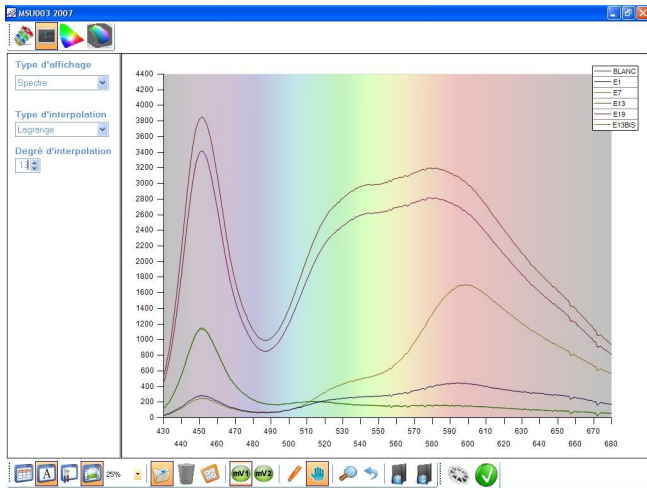 MSU003 2007
Type d'affichage
Spectre
Type d'interpolation
Lagrange
Degré d'interpolation
13
4400
4200
4000
3800
3600
3400
3200
3000
2800
2600
2400
2200
2000
1800
1600
1400
1200
1000
800
600
400
200
0
BLANC
E1
E7
E13
E19
E13BIS
430 450 470 490 510 530 550 570 590 610 630 650 670
440 460 480 500 520 540 560 580 600 620 640 660 680
A 25% mV1 mV2